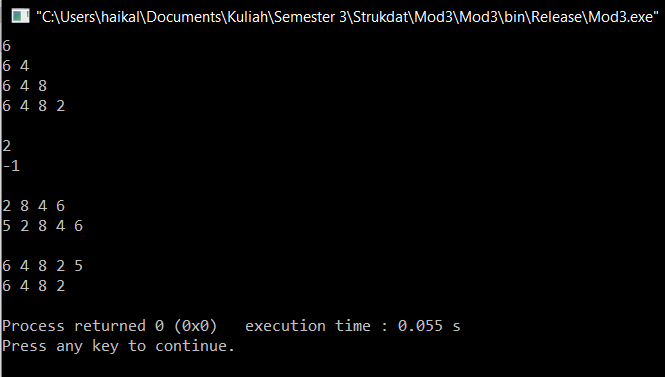 "C:\Users\haikal\Documents\Kuliah\Semester 3\Strukdat\Mod3\Mod3\bin\Release\Mod3.exe"
6
6 4
6 4 8
6 4 8 2
2
-1
2 8 4 6
5 2 8 4 6
6 4 8 2 5
6 4 8 2
Process returned 0 (0x0)   execution time : 0.055 s
Press any key to continue.